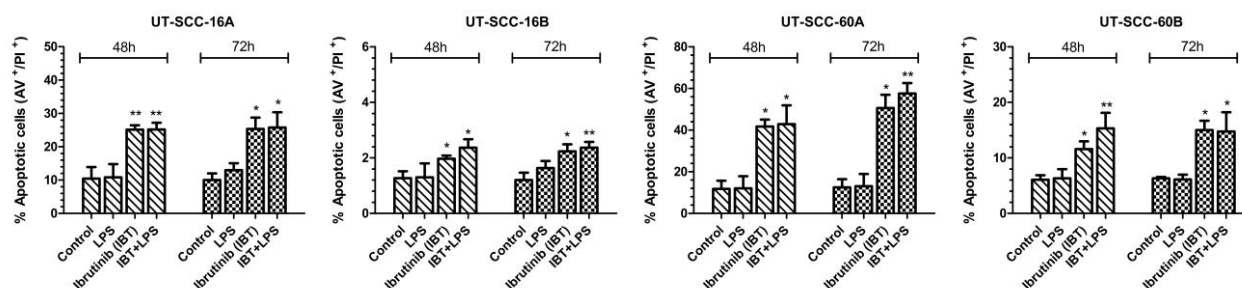 UT-SCC-16A
% Apoptotic cells (AV +/PI +)
48h
72h
50
40
30
20
10
0
** ** * *
Control
LPS
Ibrutinib (IBT)
IBT+LPS
Control
LPS
Ibrutinib (IBT)
IBT+LPS
UT-SCC-16B
% Apoptotic cells (AV +/PI +)
48h
72h
6
4
2
0
* * * **
Control
LPS
Ibrutinib (IBT)
IBT+LPS
Control
LPS
Ibrutinib (IBT)
IBT+LPS
UT-SCC-60A
% Apoptotic cells (AV +/PI +)
48h
72h
80
60
40
20
0
* * * **
Control
LPS
Ibrutinib (IBT)
IBT+LPS
Control
LPS
Ibrutinib (IBT)
IBT+LPS
UT-SCC-60B
% Apoptotic cells (AV +/PI +)
48h
72h
30
20
10
0
* ** * *
Control
LPS
Ibrutinib (IBT)
IBT+LPS
Control
LPS
Ibrutinib (IBT)
IBT+LPS